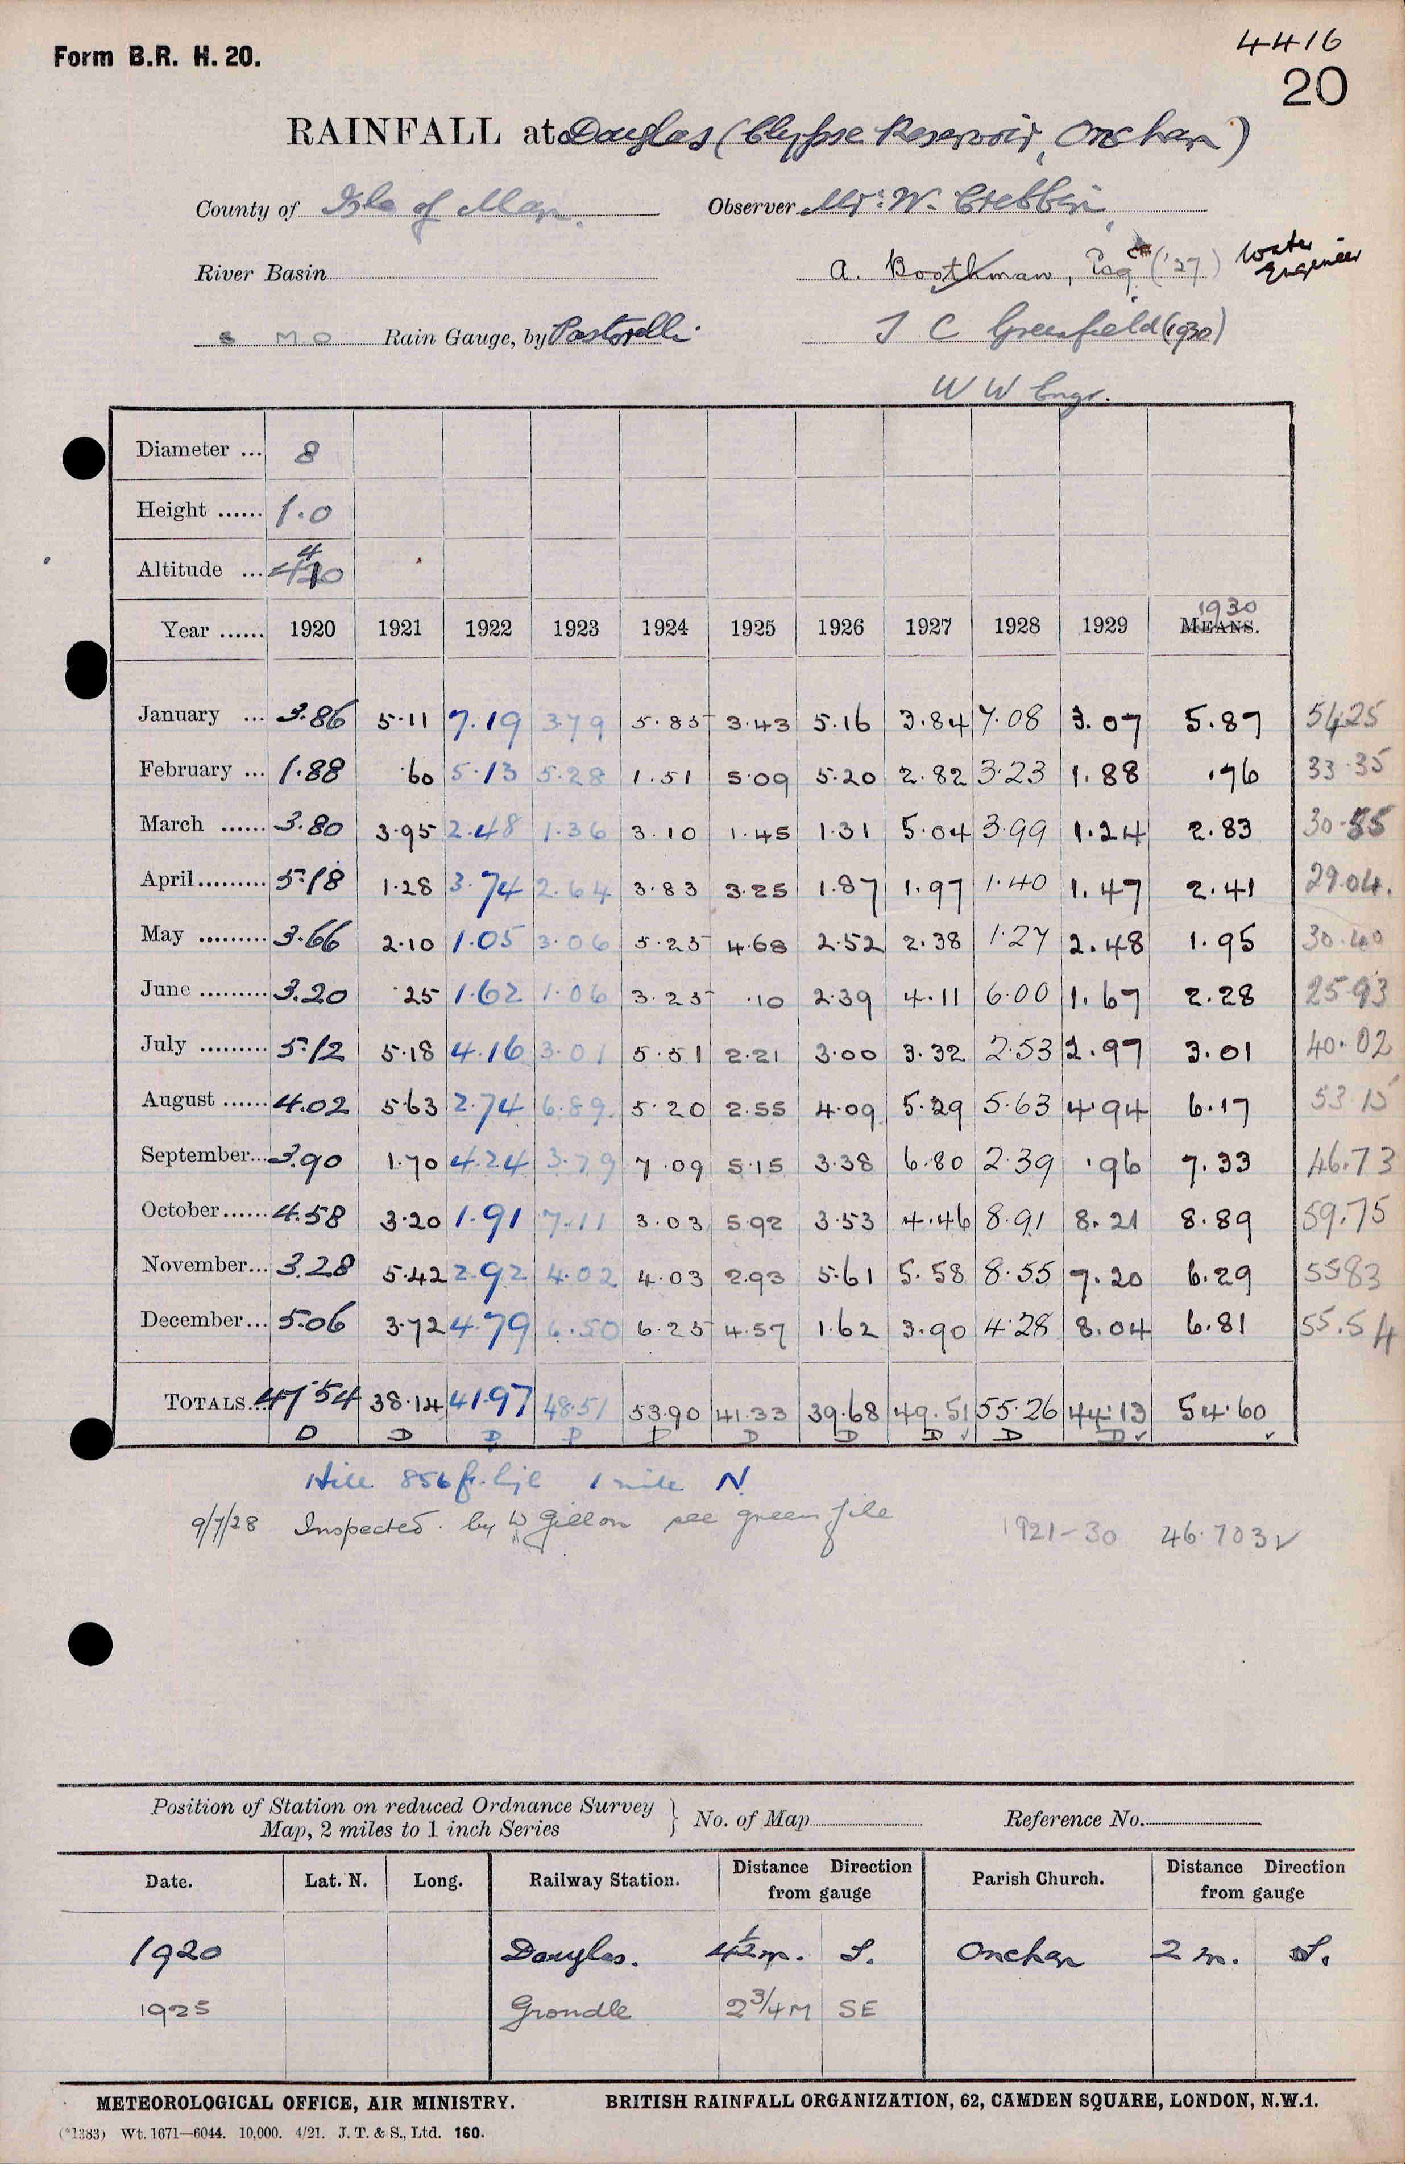 4416
Form B.R. H. 20.
20
RAINFALL at Douglas (Clypse Reservoir, Onchan)
County of Isle of Man. Observer Mr. W. Crebbin
River Basin A. Boothman, Esq ('27) Water Engineer
8 M O Rain Gauge, by Pastorelli T C Greenfield (1930)
W W Engr.
Diameter ... 8
Height ...... 1.0
Altitude ...
1930
Year ...... 1920 1921 1922 1923 1924 1925 1926 1927 1928 1929 MEANS.
January ... 3.86 5.11 7.19 3.79 5.85 3.43 5.16 3.84 7.08 3.07 5.87 54.25
February ... 1.88 .60 5.13 5.28 1.51 5.09 5.20 2.82 3.23 1.88 .76 33.35
March ...... 3.80 3.95 2.48 1.36 3.10 1.45 1.31 5.04 3.99 1.24 2.83 30.55
April......... 5.18 1.28 3.74 2.64 3.83 3.25 1.87 1.97 1.40 1.47 2.41 29.04.
May ......... 3.66 2.10 1.05 3.06 5.25 4.68 2.52 2.38 1.27 2.48 1.95 30.40
June ......... 3.20 .25 1.62 1.06 3.25 .10 2.39 4.11 6.00 1.67 2.28 25.93
July ......... 5.12 5.18 4.16 3.01 5.51 2.21 3.00 3.32 2.53 2.97 3.01 40.02
August ...... 4.02 5.63 2.74 6.89 5.20 2.55 4.09 5.29 5.63 4.94 6.17 53.15
September... 3.90 1.70 4.24 3.79 7.09 5.15 3.38 6.80 2.39 .96 7.33 46.73
October...... 4.58 3.20 1.91 7.11 3.03 5.92 3.53 4.46 8.91 8.21 8.89 59.75
November... 3.28 5.42 2.92 4.02 4.03 2.93 5.61 5.58 8.55 7.20 6.29 55.83
December... 5.06 3.72 4.79 6.50 6.25 4.57 1.62 3.90 4.28 8.04 6.81 55.54
TOTALS... 47.54 38.14 41.97 48.51 53.90 41.33 39.68 49.51 55.26 44.13 54.60
D D D D D D D D ✓ D D ✓ ✓
Hill 856 ft. 1 mile N.
9/7/28 Inspected by W Gillon see green file 1921-30 46.703 ✓
Position of Station on reduced Ordnance Survey Map, 2 miles to 1 inch Series } No. of Map Reference No.
Date. Lat. N. Long. Railway Station. Distance Direction from gauge Parish Church. Distance Direction from gauge
1920 Douglas. 4½m. S. Onchan 2 m. S.
1925 Grondle 2¾M SE
METEOROLOGICAL OFFICE, AIR MINISTRY. BRITISH RAINFALL ORGANIZATION, 62, CAMDEN SQUARE, LONDON, N.W.1.
(*1383) Wt. 1671—6044. 10,000. 4/21. J. T. & S., Ltd. 160.